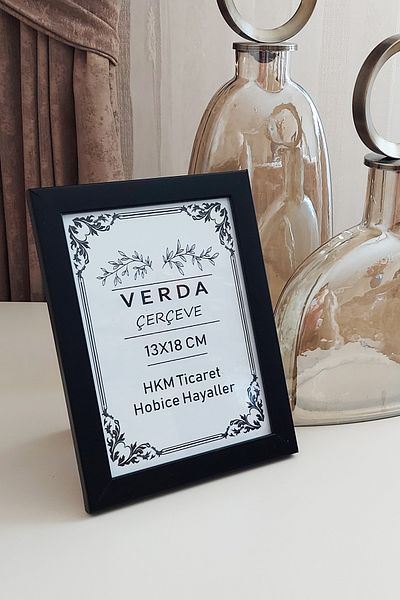 VERDA
ÇERÇEVE
13X18 CM
HKM Ticaret
Hobice Hayaller